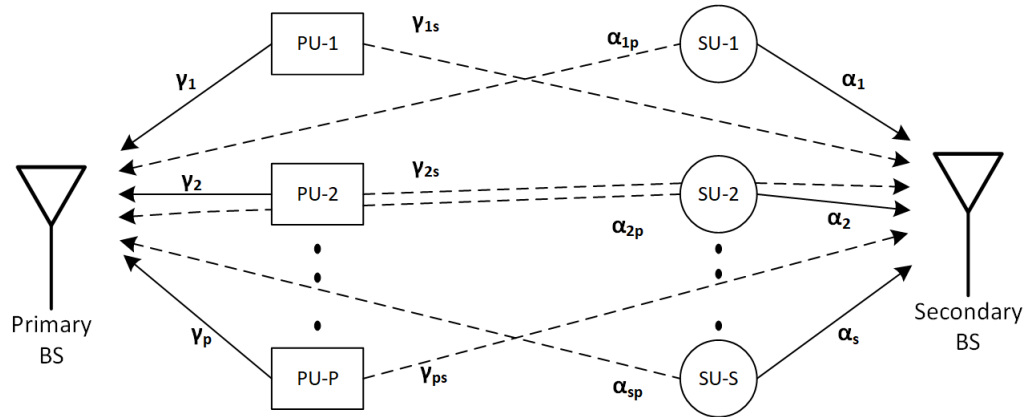 PU-1 γ1s α1p SU-1
γ1 α1
PU-2 γ2s SU-2
γ2 α2p α2
Primary BS
Secondary BS
γp αs
PU-P γps αsp SU-S